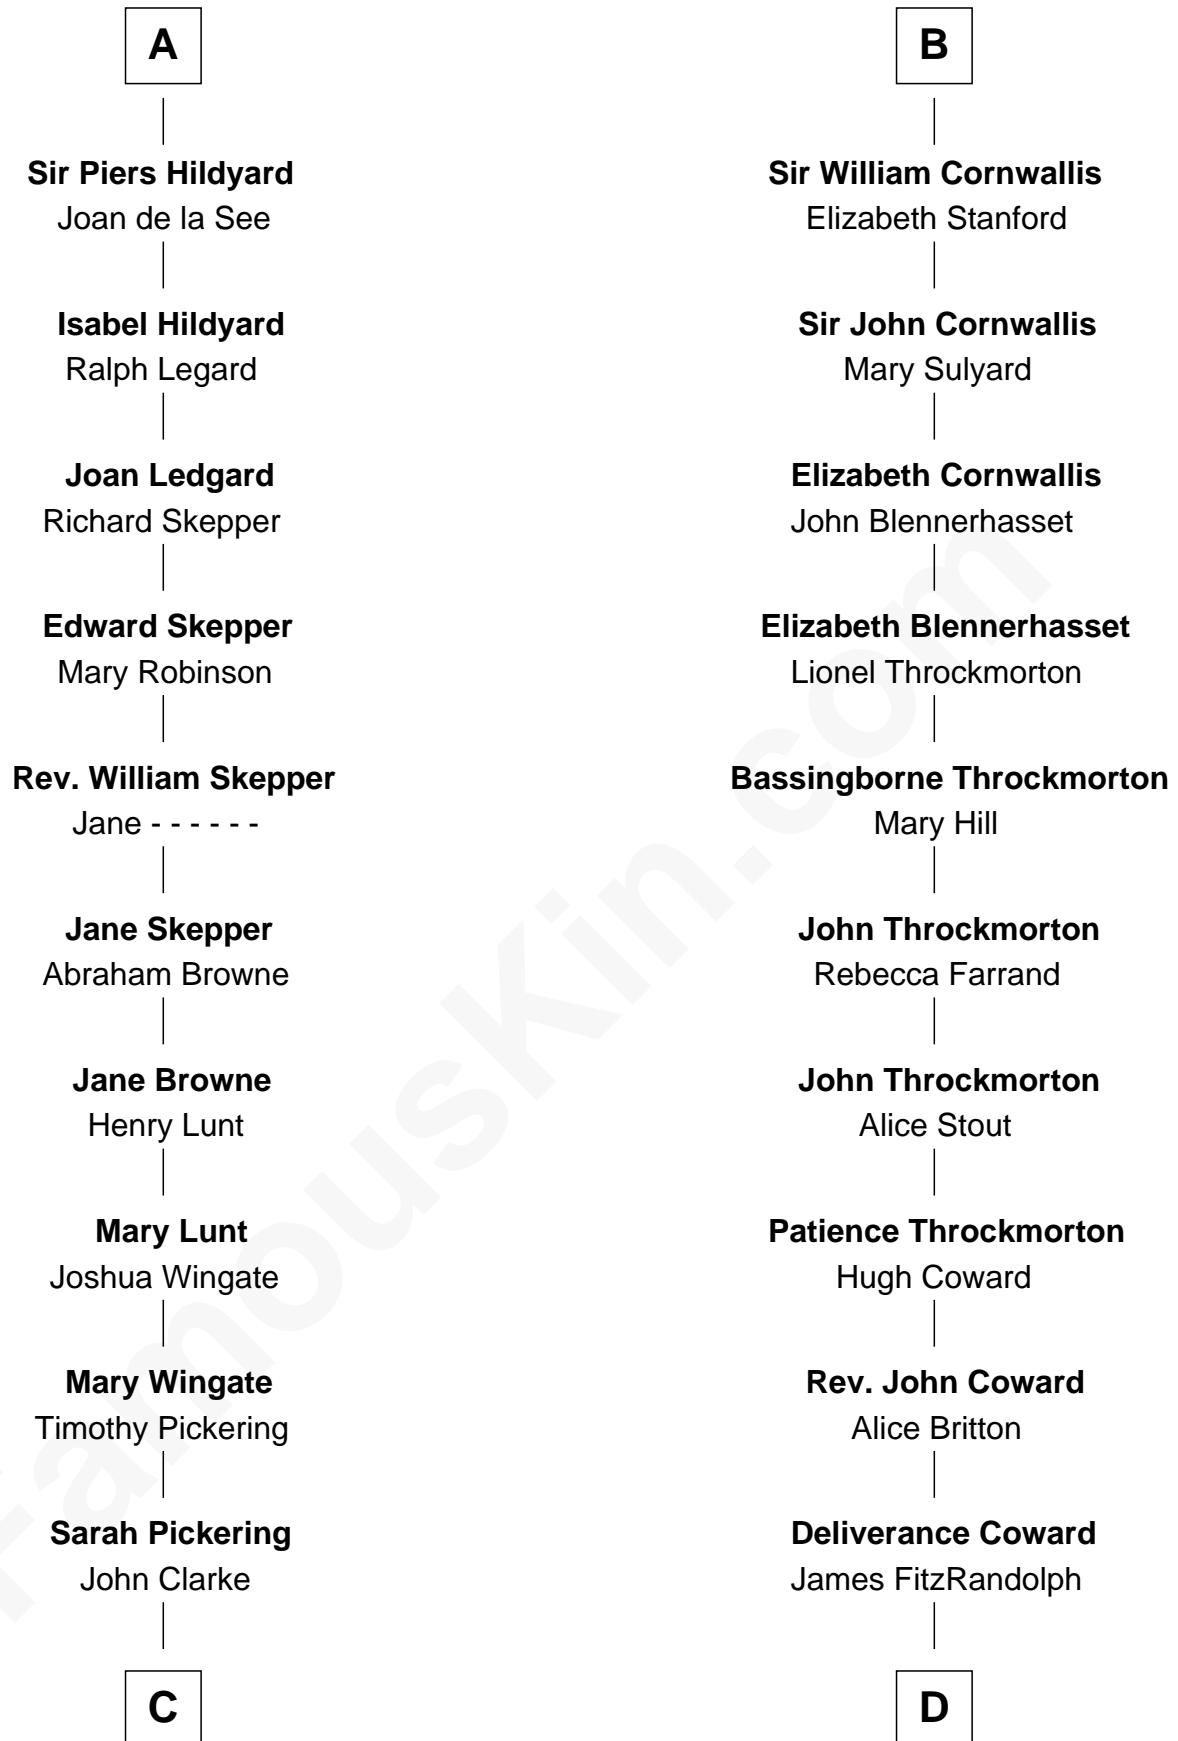 A
Sir Piers Hildyard
Joan de la See
Isabel Hildyard
Ralph Legard
Joan Ledgard
Richard Skepper
Edward Skepper
Mary Robinson
Rev. William Skepper
Jane - - - - - -
Jane Skepper
Abraham Browne
Jane Browne
Henry Lunt
Mary Lunt
Joshua Wingate
Mary Wingate
Timothy Pickering
Sarah Pickering
John Clarke
C
B
Sir William Cornwallis
Elizabeth Stanford
Sir John Cornwallis
Mary Sulyard
Elizabeth Cornwallis
John Blennerhasset
Elizabeth Blennerhasset
Lionel Throckmorton
Bassingborne Throckmorton
Mary Hill
John Throckmorton
Rebecca Farrand
John Throckmorton
Alice Stout
Patience Throckmorton
Hugh Coward
Rev. John Coward
Alice Britton
Deliverance Coward
James FitzRandolph
D
FamousKin.com